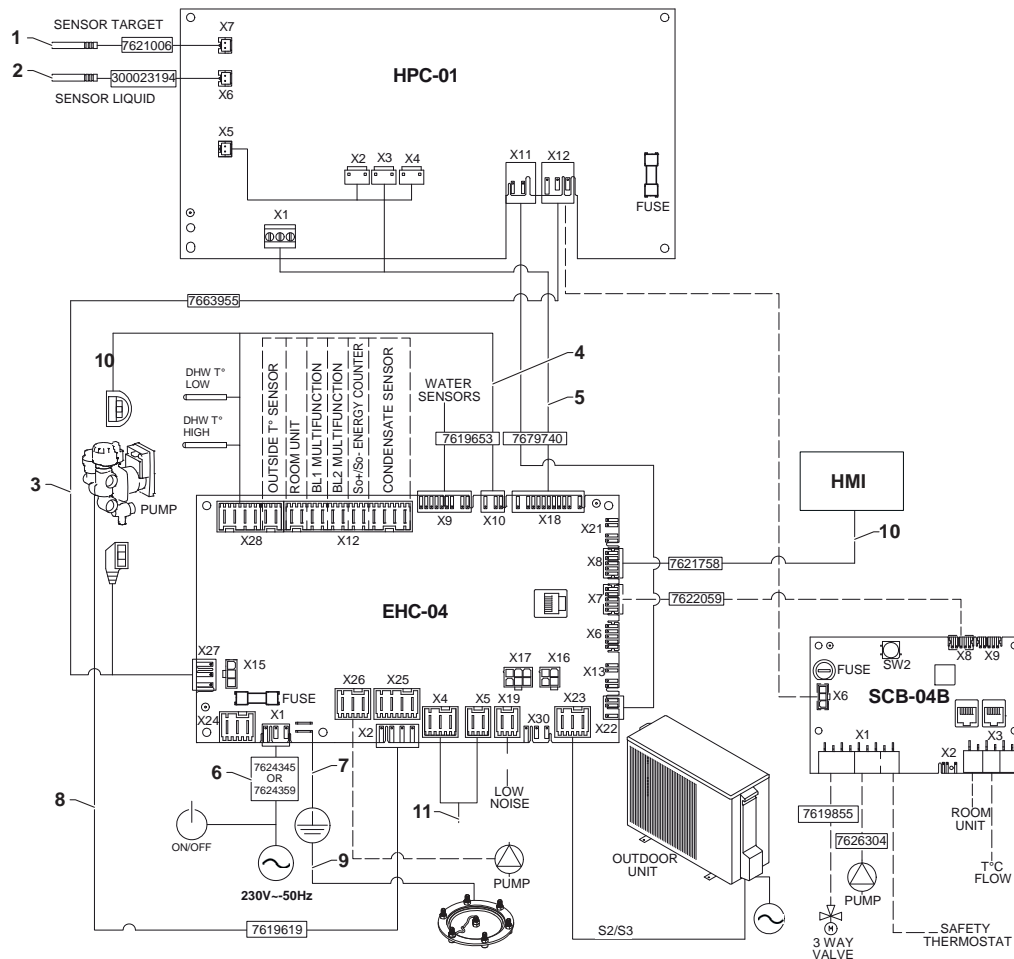 SENSOR TARGET
1
7621006
X7
2
300023194
X6
SENSOR LIQUID
HPC-01
X5
X2
X3
X4
X11
X12
FUSE
X1
7663955
10
DHW T°
LOW
DHW T°
HIGH
OUTSIDE T° SENSOR
ROOM UNIT
BL1 MULTIFUNCTION
BL2 MULTIFUNCTION
So+/So- ENERGY COUNTER
CONDENSATE SENSOR
WATER
SENSORS
4
5
7619653
7679740
3
PUMP
HMI
10
X28
X12
X9
X10
X18
X21
X8
7621758
X7
7622059
X6
X13
X22
EHC-04
X27
X15
FUSE
X24
X1
X26
X25
X2
X17
X16
X4
X5
X19
X30
X23
SW2
X8
X9
FUSE
X6
SCB-04B
X1
X2
X3
6
7624345
OR
7624359
7
8
ON/OFF
230V~-50Hz
9
11
LOW
NOISE
PUMP
OUTDOOR
UNIT
7619619
S2/S3
7619855
7626304
PUMP
3 WAY
VALVE
ROOM
UNIT
T°C
FLOW
SAFETY
THERMOSTAT